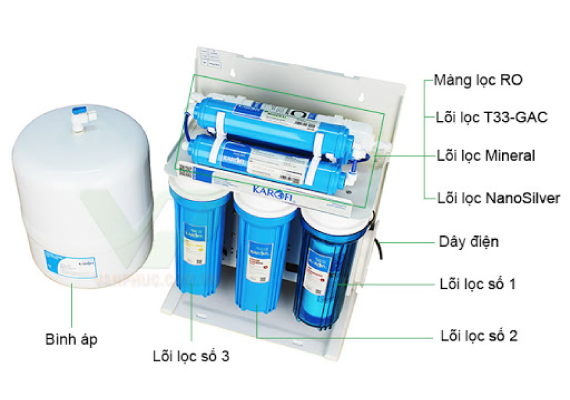 Màng lọc RO
Lõi lọc T33-GAC
Lõi lọc Mineral
Lõi lọc NanoSilver
KAROFI
Dây điện
Lõi lọc số 1
Lõi lọc số 2
Bình áp
Lõi lọc số 3